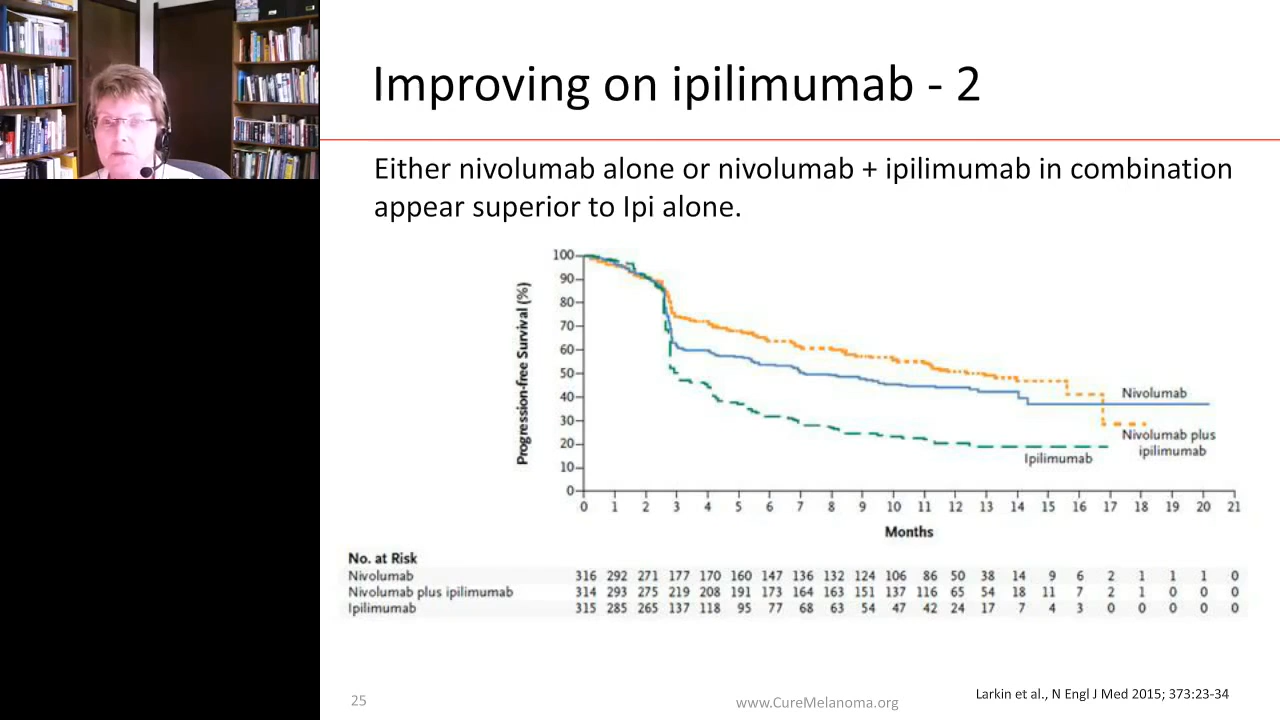 Improving on ipilimumab - 2
Either nivolumab alone or nivolumab + ipilimumab in combination
appear superior to Ipi alone.
Progression-free Survival (%)
100
90
80
70
60
50
40
30
20
10
0
Nivolumab
Nivolumab plus
ipilimumab
Ipilimumab
0 1 2 3 4 5 6 7 8 9 10 11 12 13 14 15 16 17 18 19 20 21
Months
No. at Risk
Nivolumab 316 292 271 177 170 160 147 136 132 124 106 86 50 38 14 9 6 2 1 1 1 0
Nivolumab plus ipilimumab 314 293 275 219 208 191 173 164 163 151 137 116 65 54 18 11 7 2 1 0 0 0
Ipilimumab 315 285 265 137 118 95 77 68 63 54 47 42 24 17 7 4 3 0 0 0 0 0
25
www.CureMelanoma.org
Larkin et al., N Engl J Med 2015; 373:23-34